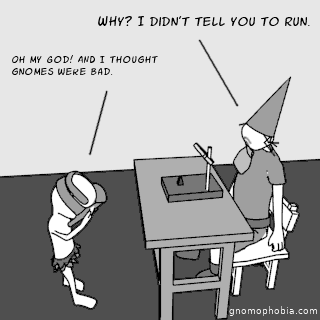 WHY? I DIDN'T TELL YOU TO RUN.
OH MY GOD! AND I THOUGHT
GNOMES WERE BAD.
gnomophobia.com